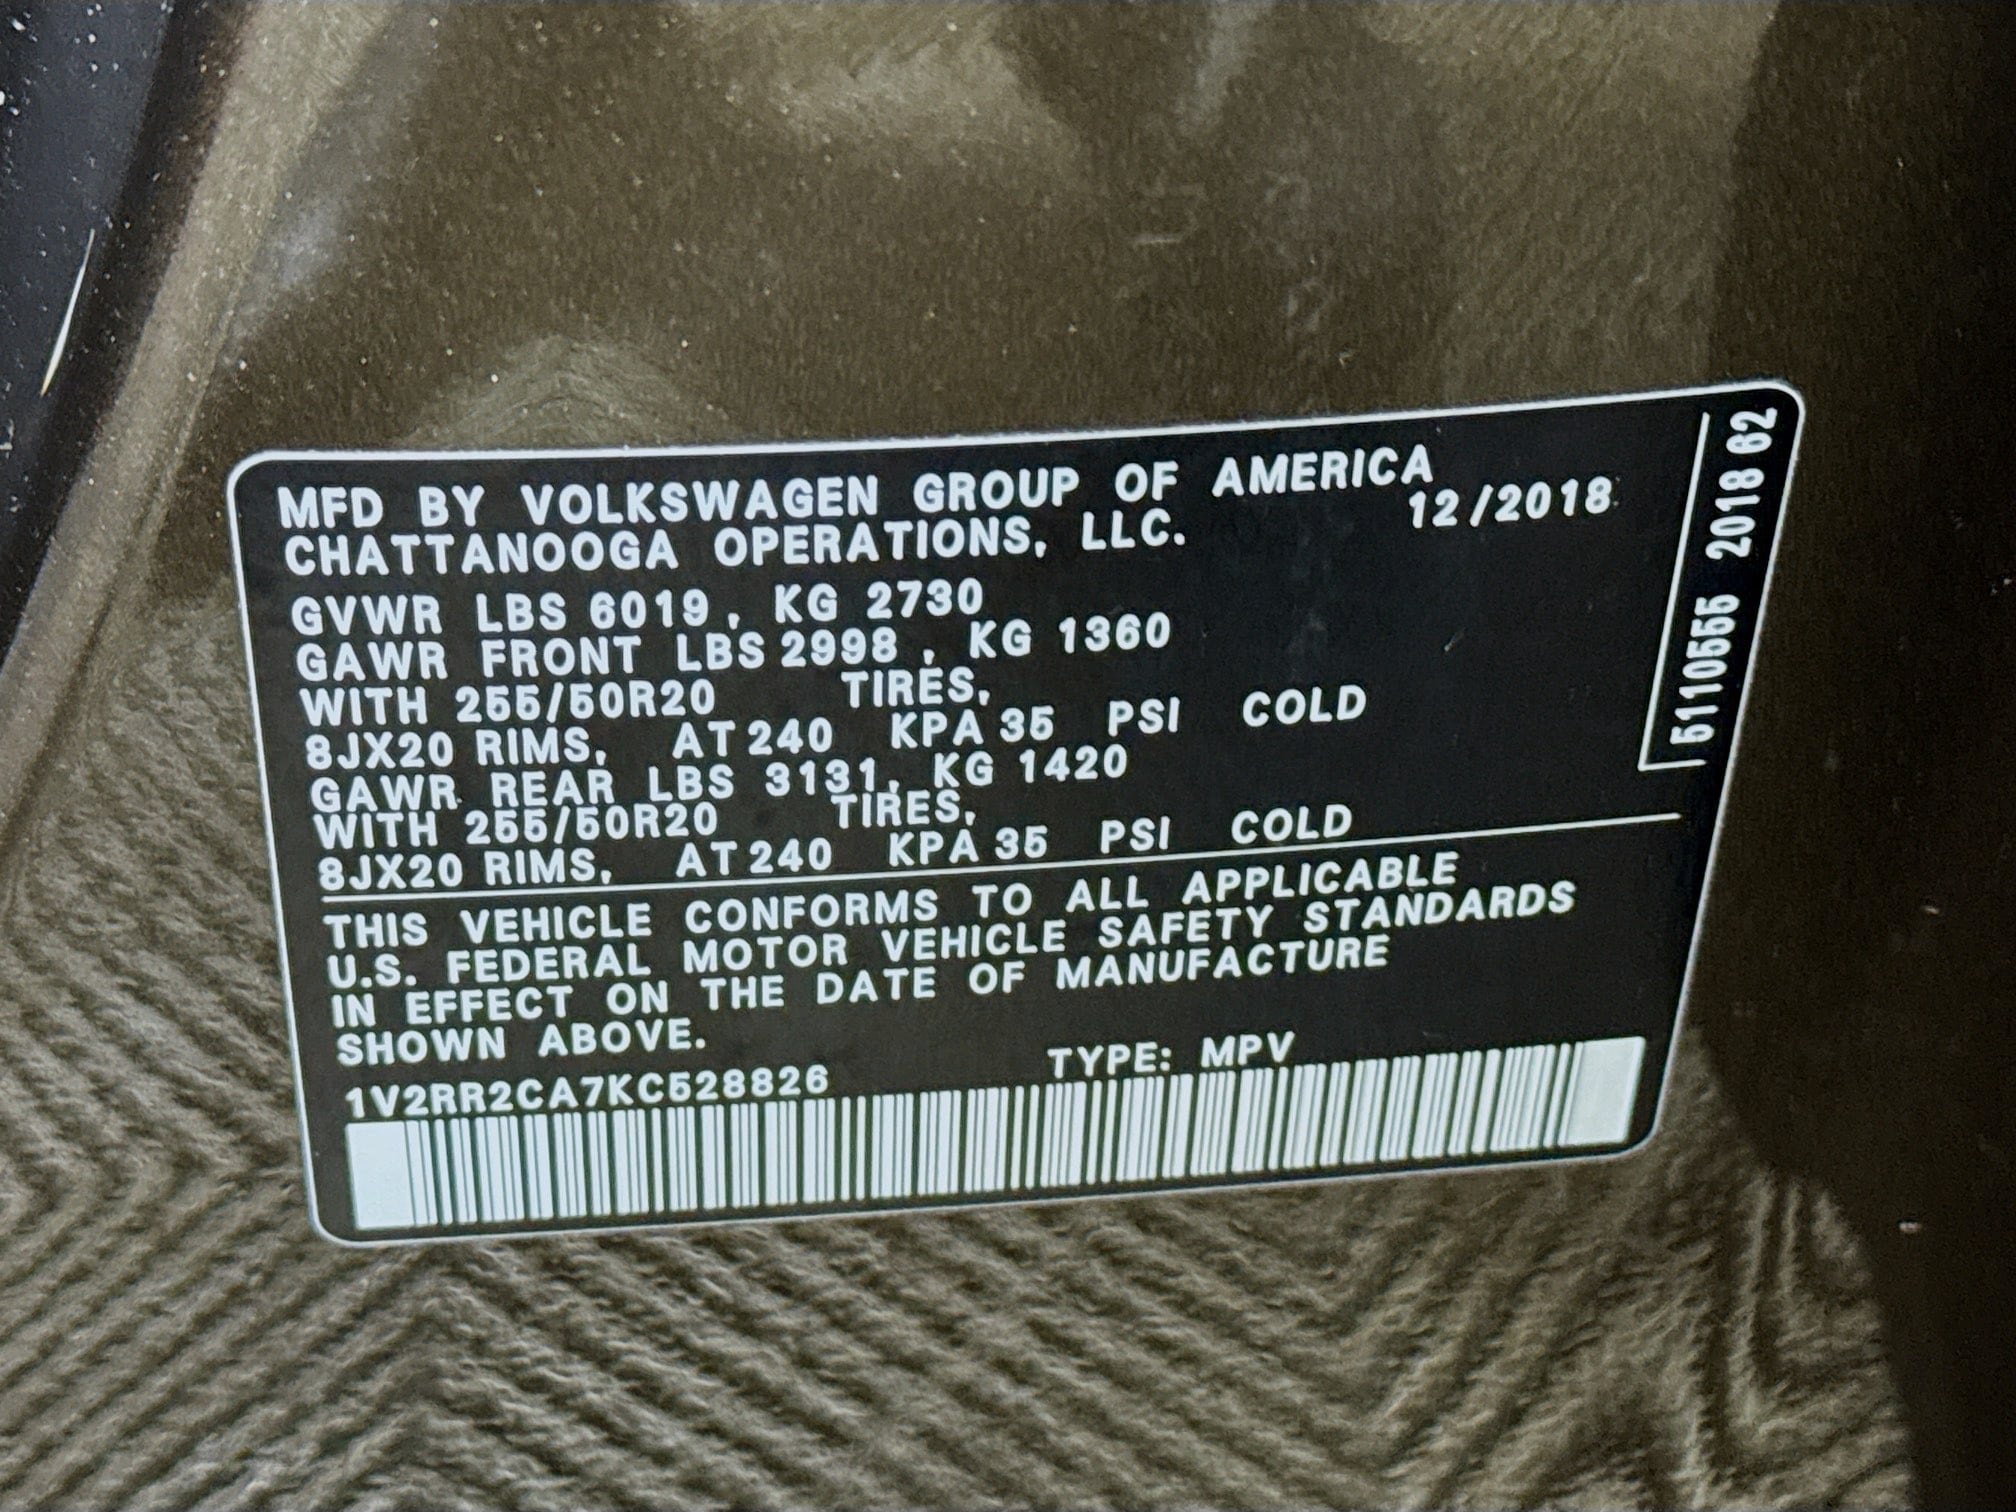 MFD BY VOLKSWAGEN GROUP OF AMERICA
CHATTANOOGA OPERATIONS, LLC. 12/2018
GVWR LBS 6019, KG 2730
GAWR FRONT LBS 2998, KG 1360
WITH 255/50R20 TIRES,
8JX20 RIMS, AT 240 KPA 35 PSI COLD
GAWR REAR LBS 3131, KG 1420
WITH 255/50R20 TIRES,
8JX20 RIMS, AT 240 KPA 35 PSI COLD
THIS VEHICLE CONFORMS TO ALL APPLICABLE
U.S. FEDERAL MOTOR VEHICLE SAFETY STANDARDS
IN EFFECT ON THE DATE OF MANUFACTURE
SHOWN ABOVE.
1V2RR2CA7KC528826 TYPE: MPV
5110555 2018 62